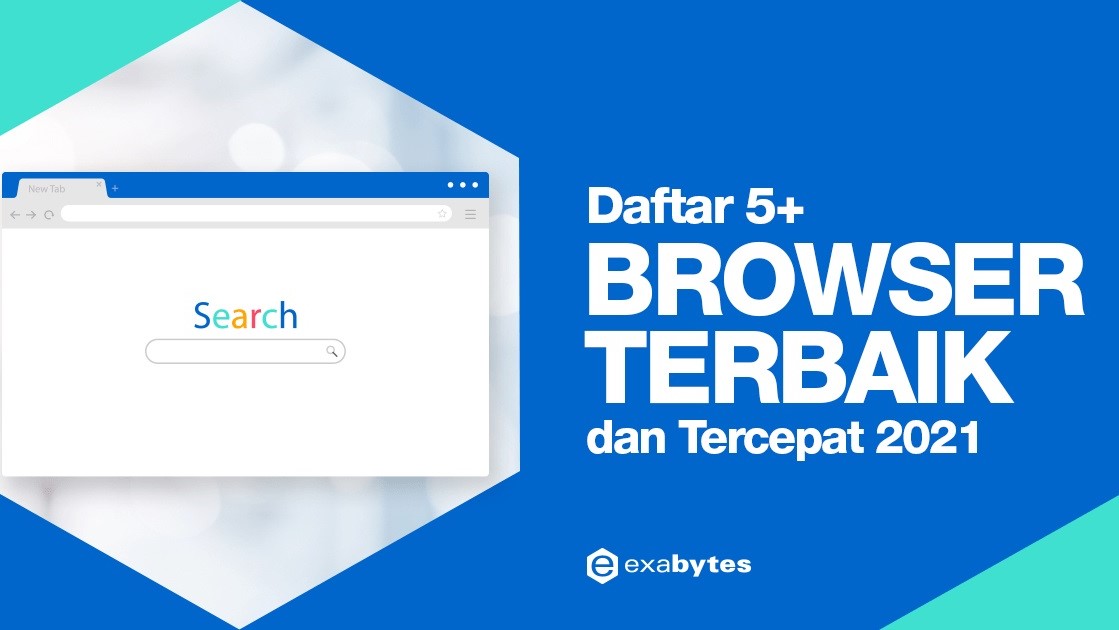 New Tab
Search
Daftar 5+
BROWSER
TERBAIK
dan Tercepat 2021
exabytes